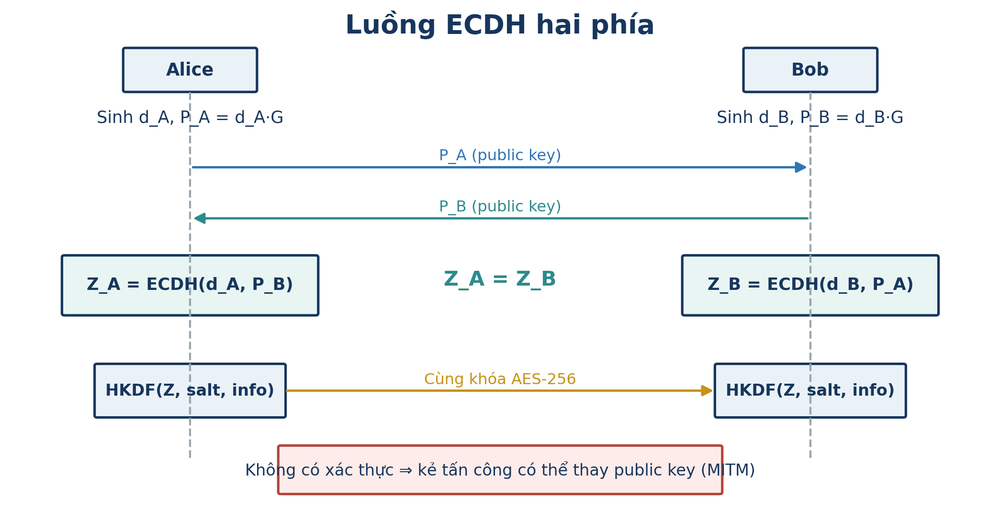 Luồng ECDH hai phía
Alice
Bob
Sinh d_A, P_A = d_A·G
Sinh d_B, P_B = d_B·G
P_A (public key)
P_B (public key)
Z_A = ECDH(d_A, P_B)
Z_A = Z_B
Z_B = ECDH(d_B, P_A)
HKDF(Z, salt, info)
Cùng khóa AES-256
HKDF(Z, salt, info)
Không có xác thực ⇒ kẻ tấn công có thể thay public key (MITM)